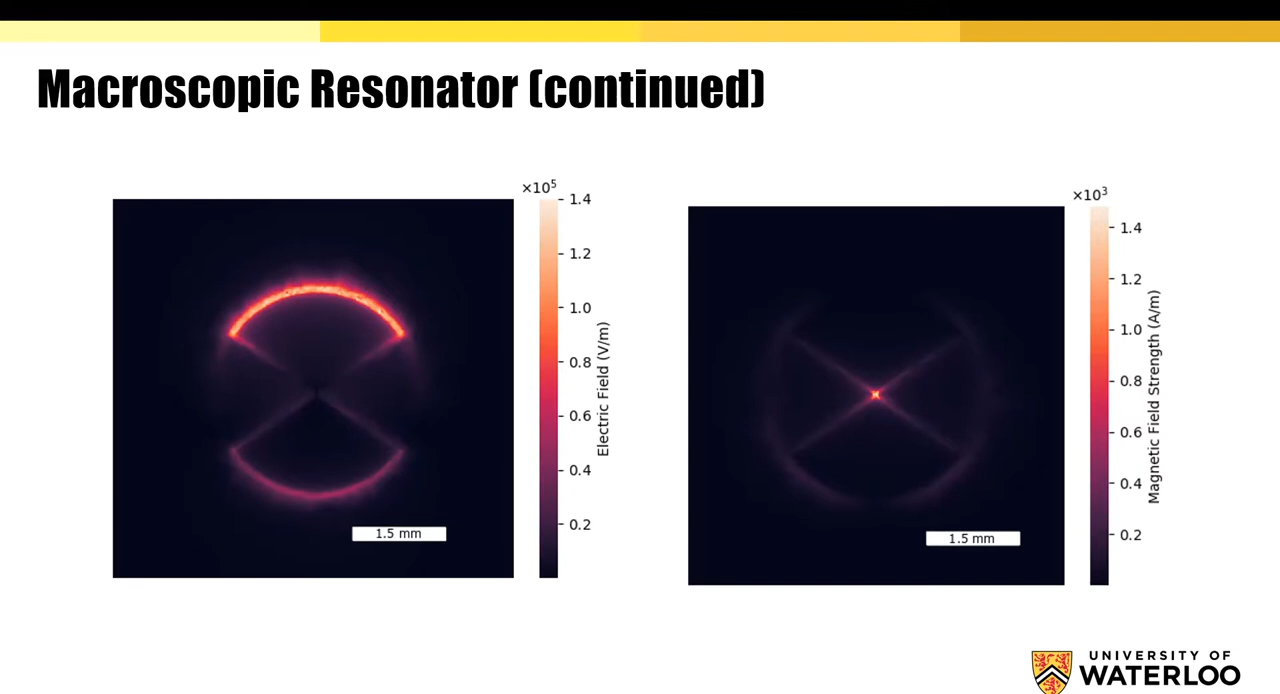 Macroscopic Resonator (continued)
×10⁵
1.4
1.2
1.0
0.8
0.6
0.4
0.2
Electric Field (V/m)
1.5 mm
×10³
1.4
1.2
1.0
0.8
0.6
0.4
0.2
Magnetic Field Strength (A/m)
1.5 mm
UNIVERSITY OF
WATERLOO